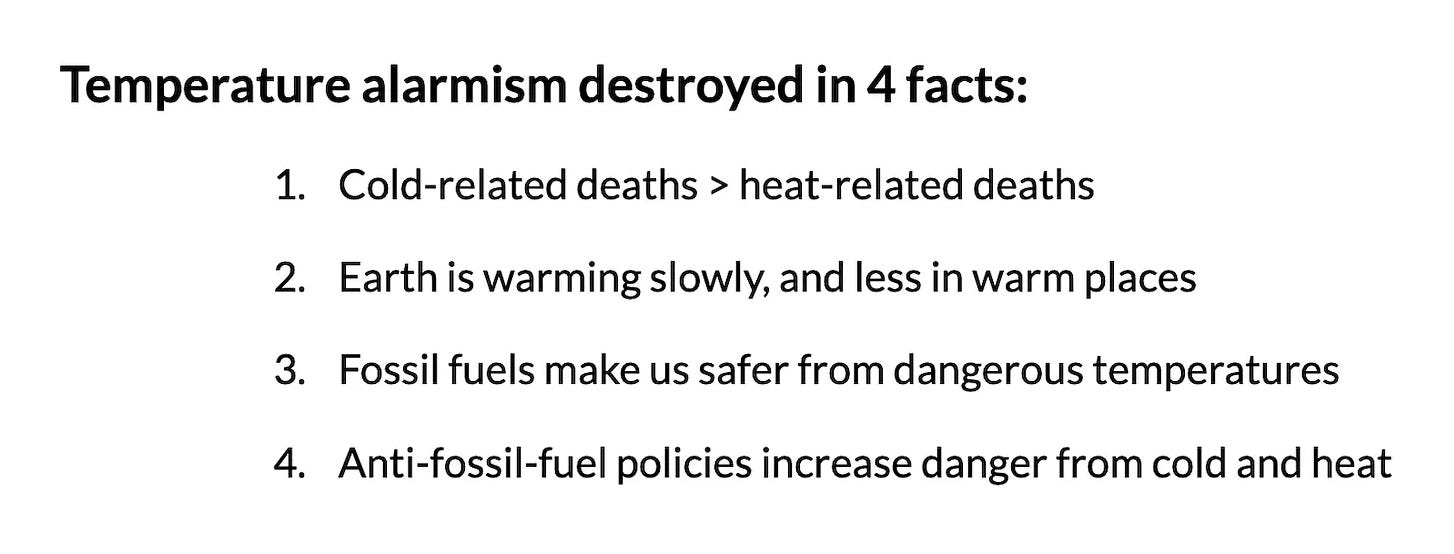 Temperature alarmism destroyed in 4 facts:
1. Cold-related deaths > heat-related deaths
2. Earth is warming slowly, and less in warm places
3. Fossil fuels make us safer from dangerous temperatures
4. Anti-fossil-fuel policies increase danger from cold and heat